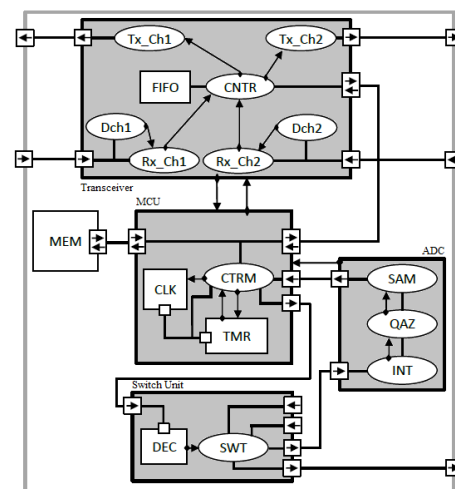 Tx_Ch1
Tx_Ch2
FIFO
CNTR
Dch1
Dch2
Rx_Ch1
Rx_Ch2
Transceiver
MCU
MEM
ADC
CLK
CTRM
SAM
TMR
QAZ
INT
Switch Unit
DEC
SWT